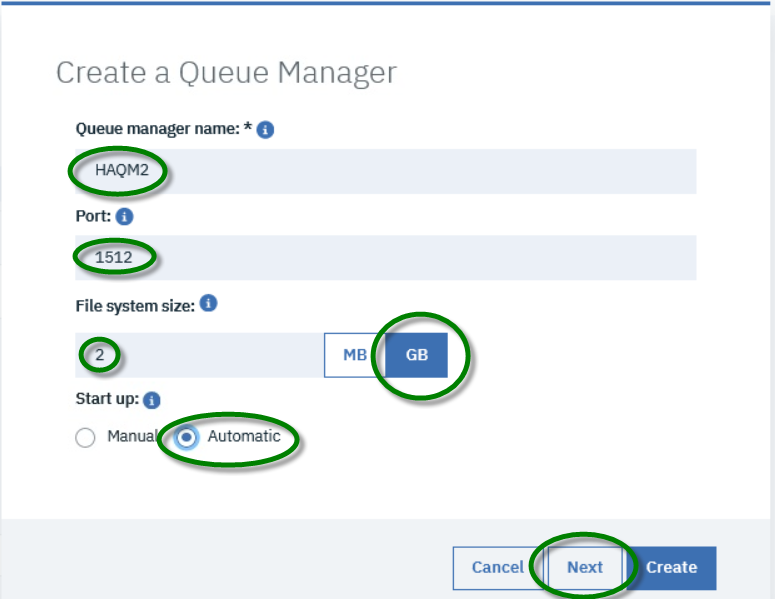 Create a Queue Manager
Queue manager name: * i
HAQM2
Port: i
1512
File system size: i
2 MB GB
Start up: i
Manual Automatic
Cancel Next Create